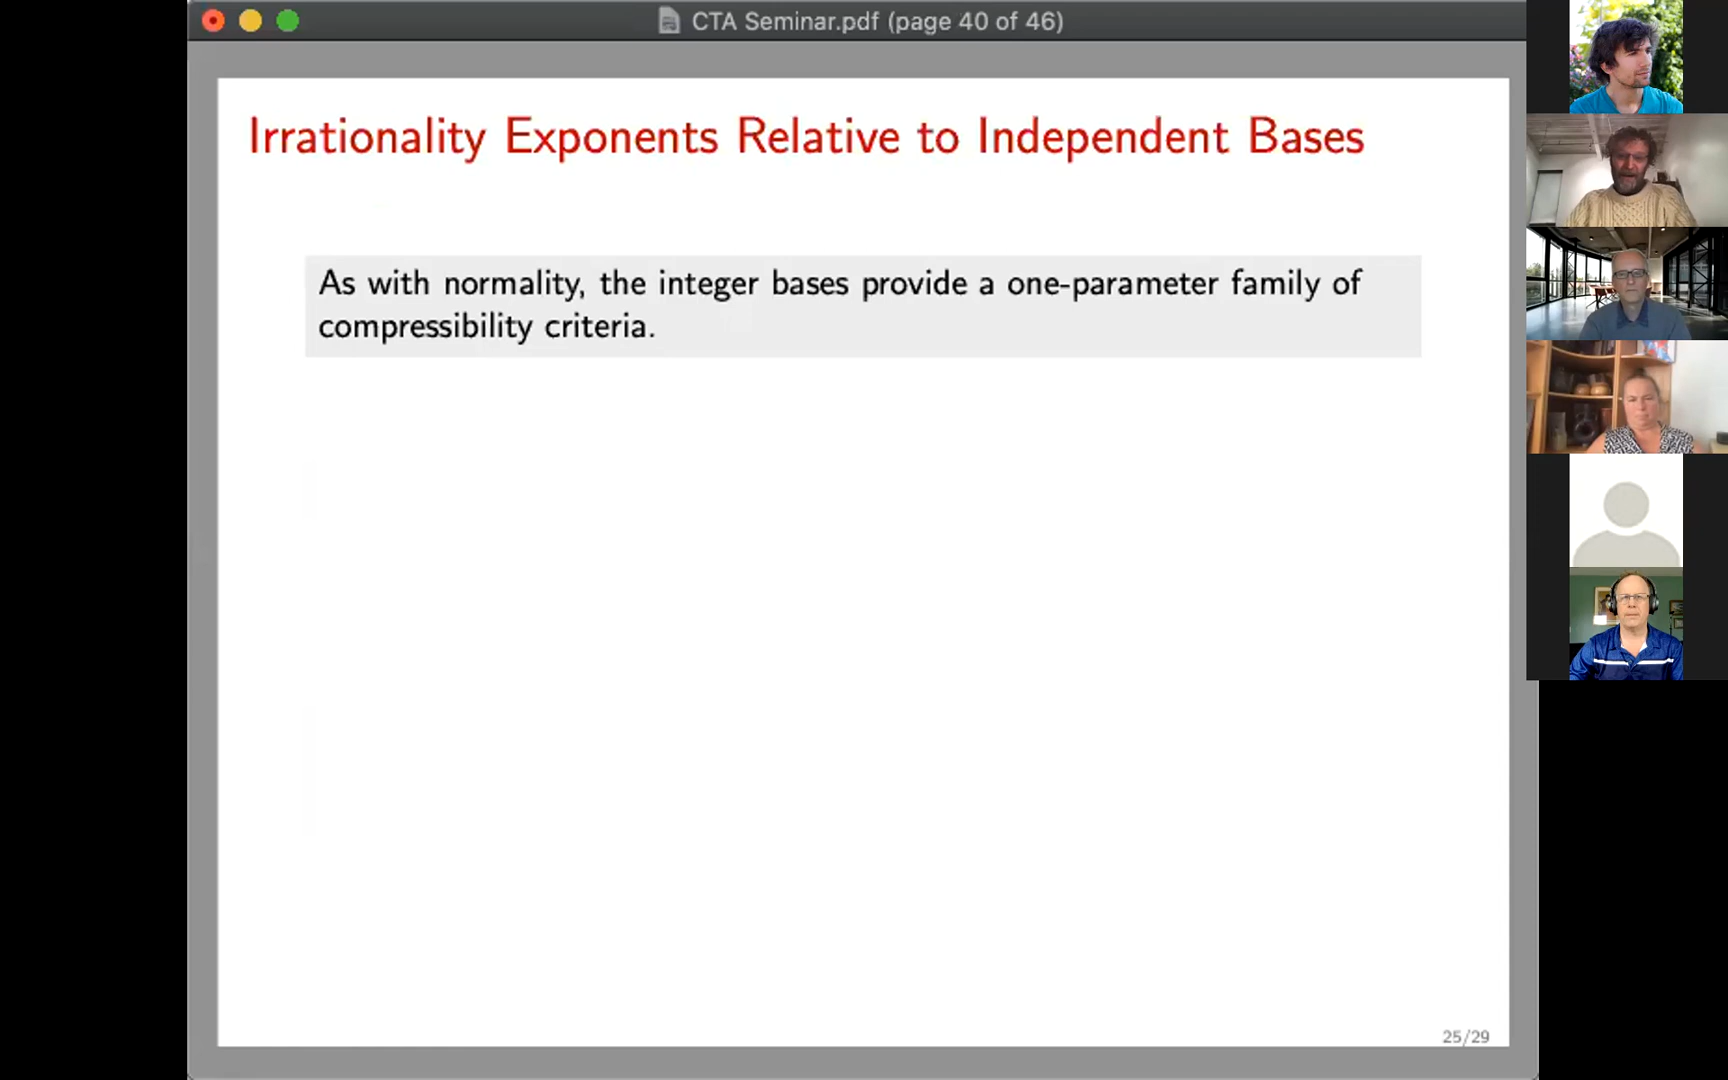 CTA Seminar.pdf (page 40 of 46)
Irrationality Exponents Relative to Independent Bases
As with normality, the integer bases provide a one-parameter family of
compressibility criteria.
25/29